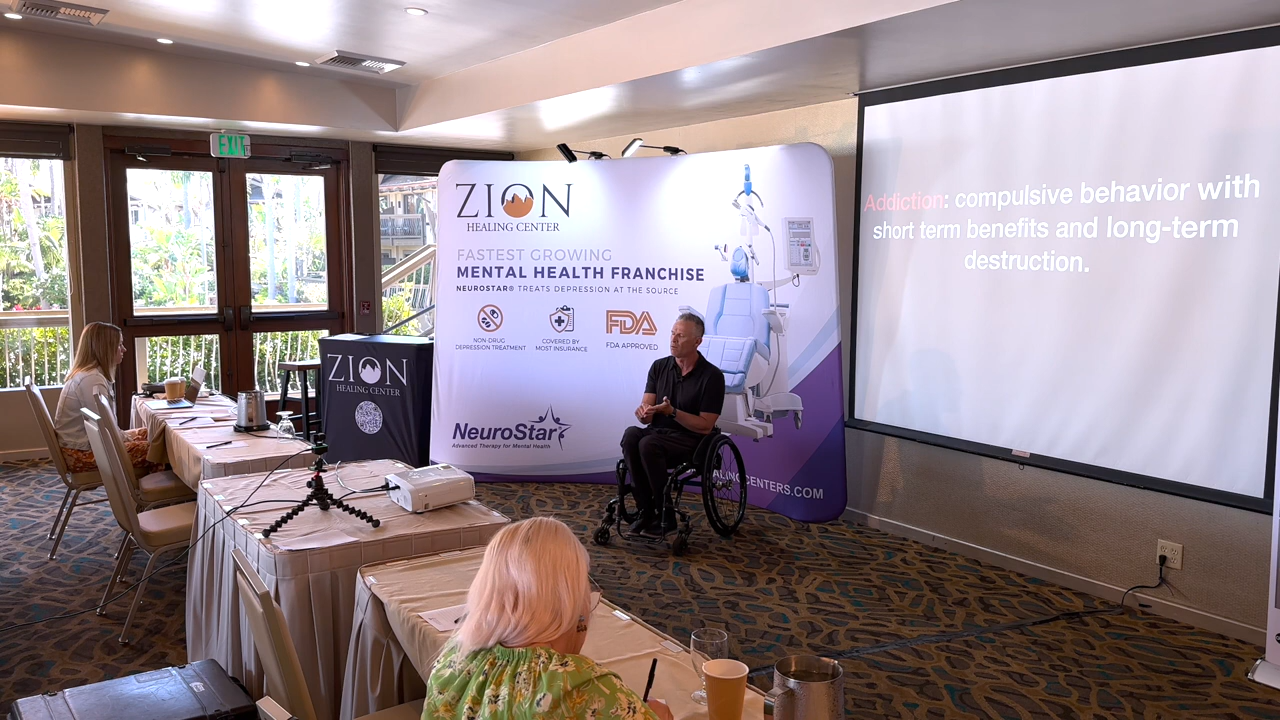 EXIT
ZION
HEALING CENTER
FASTEST GROWING
MENTAL HEALTH FRANCHISE
NEUROSTAR® TREATS DEPRESSION AT THE SOURCE
NON-DRUG
DEPRESSION TREATMENT
COVERED BY
MOST INSURANCE
FDA
FDA APPROVED
NeuroStar
Advanced Therapy for Mental Health
CENTERS.COM
ZION
HEALING CENTER
Addiction: compulsive behavior with
short term benefits and long-term
destruction.